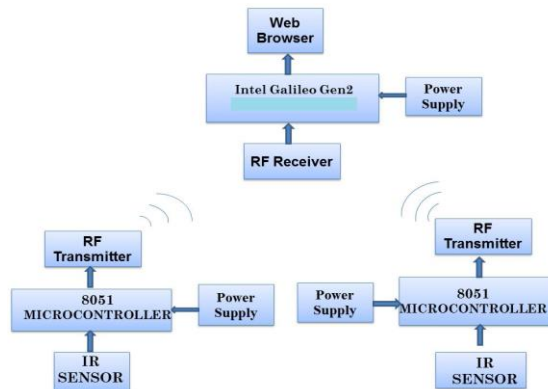 Web
Browser
Intel Galileo Gen2
Power
Supply
RF Receiver
RF
Transmitter
RF
Transmitter
8051
MICROCONTROLLER
Power
Supply
Power
Supply
8051
MICROCONTROLLER
IR
SENSOR
IR
SENSOR